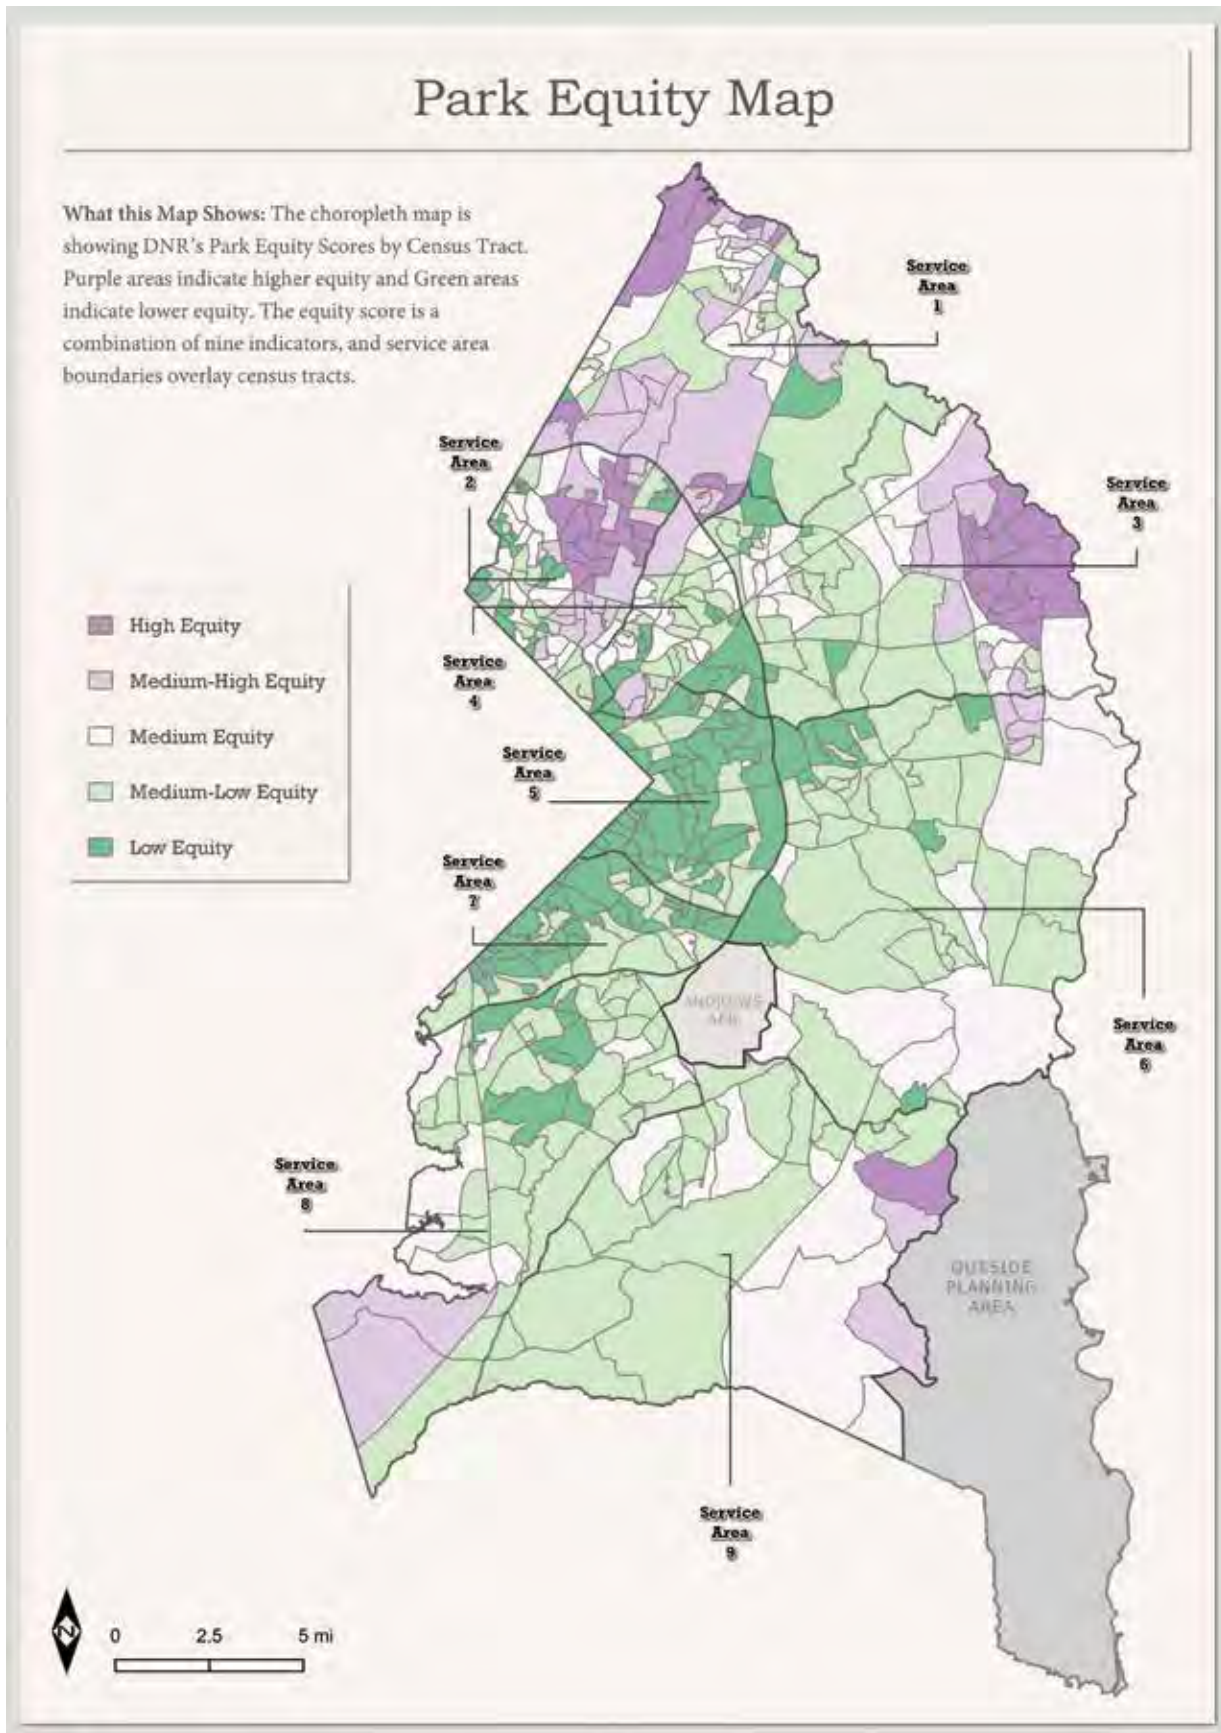 Park Equity Map
What this Map Shows: The choropleth map is
showing DNR's Park Equity Scores by Census Tract.
Purple areas indicate higher equity and Green areas
indicate lower equity. The equity score is a
combination of nine indicators, and service area
boundaries overlay census tracts.
Service
Area
1
Service
Area
2
Service
Area
3
High Equity
Medium-High Equity
Medium Equity
Medium-Low Equity
Low Equity
Service
Area
4
Service
Area
5
Service
Area
7
ANDREWS
AFB
Service
Area
6
Service
Area
8
OUTSIDE
PLANNING
AREA
Service
Area
9
N
0 2.5 5 mi